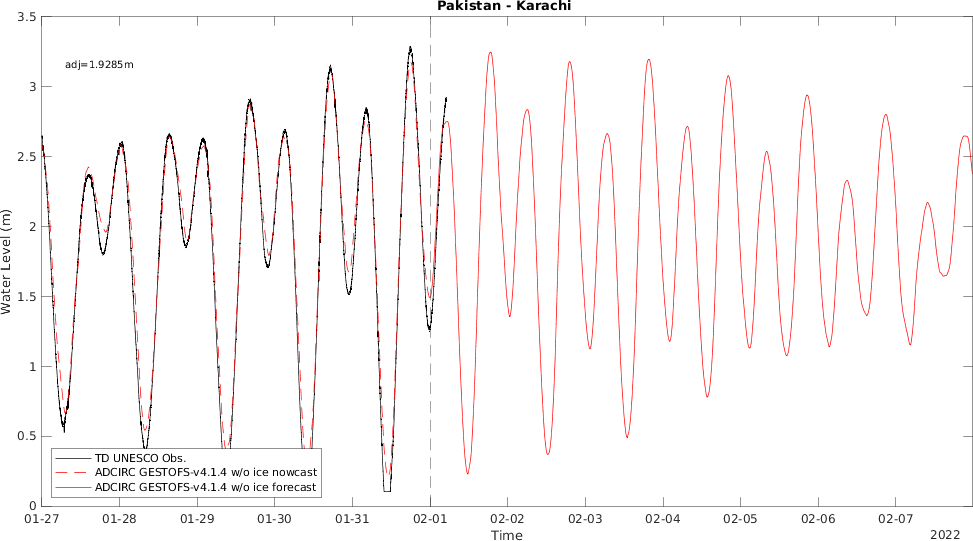 Pakistan - Karachi
3.5
adj=1.9285m
3
2.5
2
1.5
1
0.5
0
Water Level (m)
TD UNESCO Obs.
ADCIRC GESTOFS-v4.1.4 w/o ice nowcast
ADCIRC GESTOFS-v4.1.4 w/o ice forecast
01-27 01-28 01-29 01-30 01-31 02-01 02-02 02-03 02-04 02-05 02-06 02-07
Time
2022